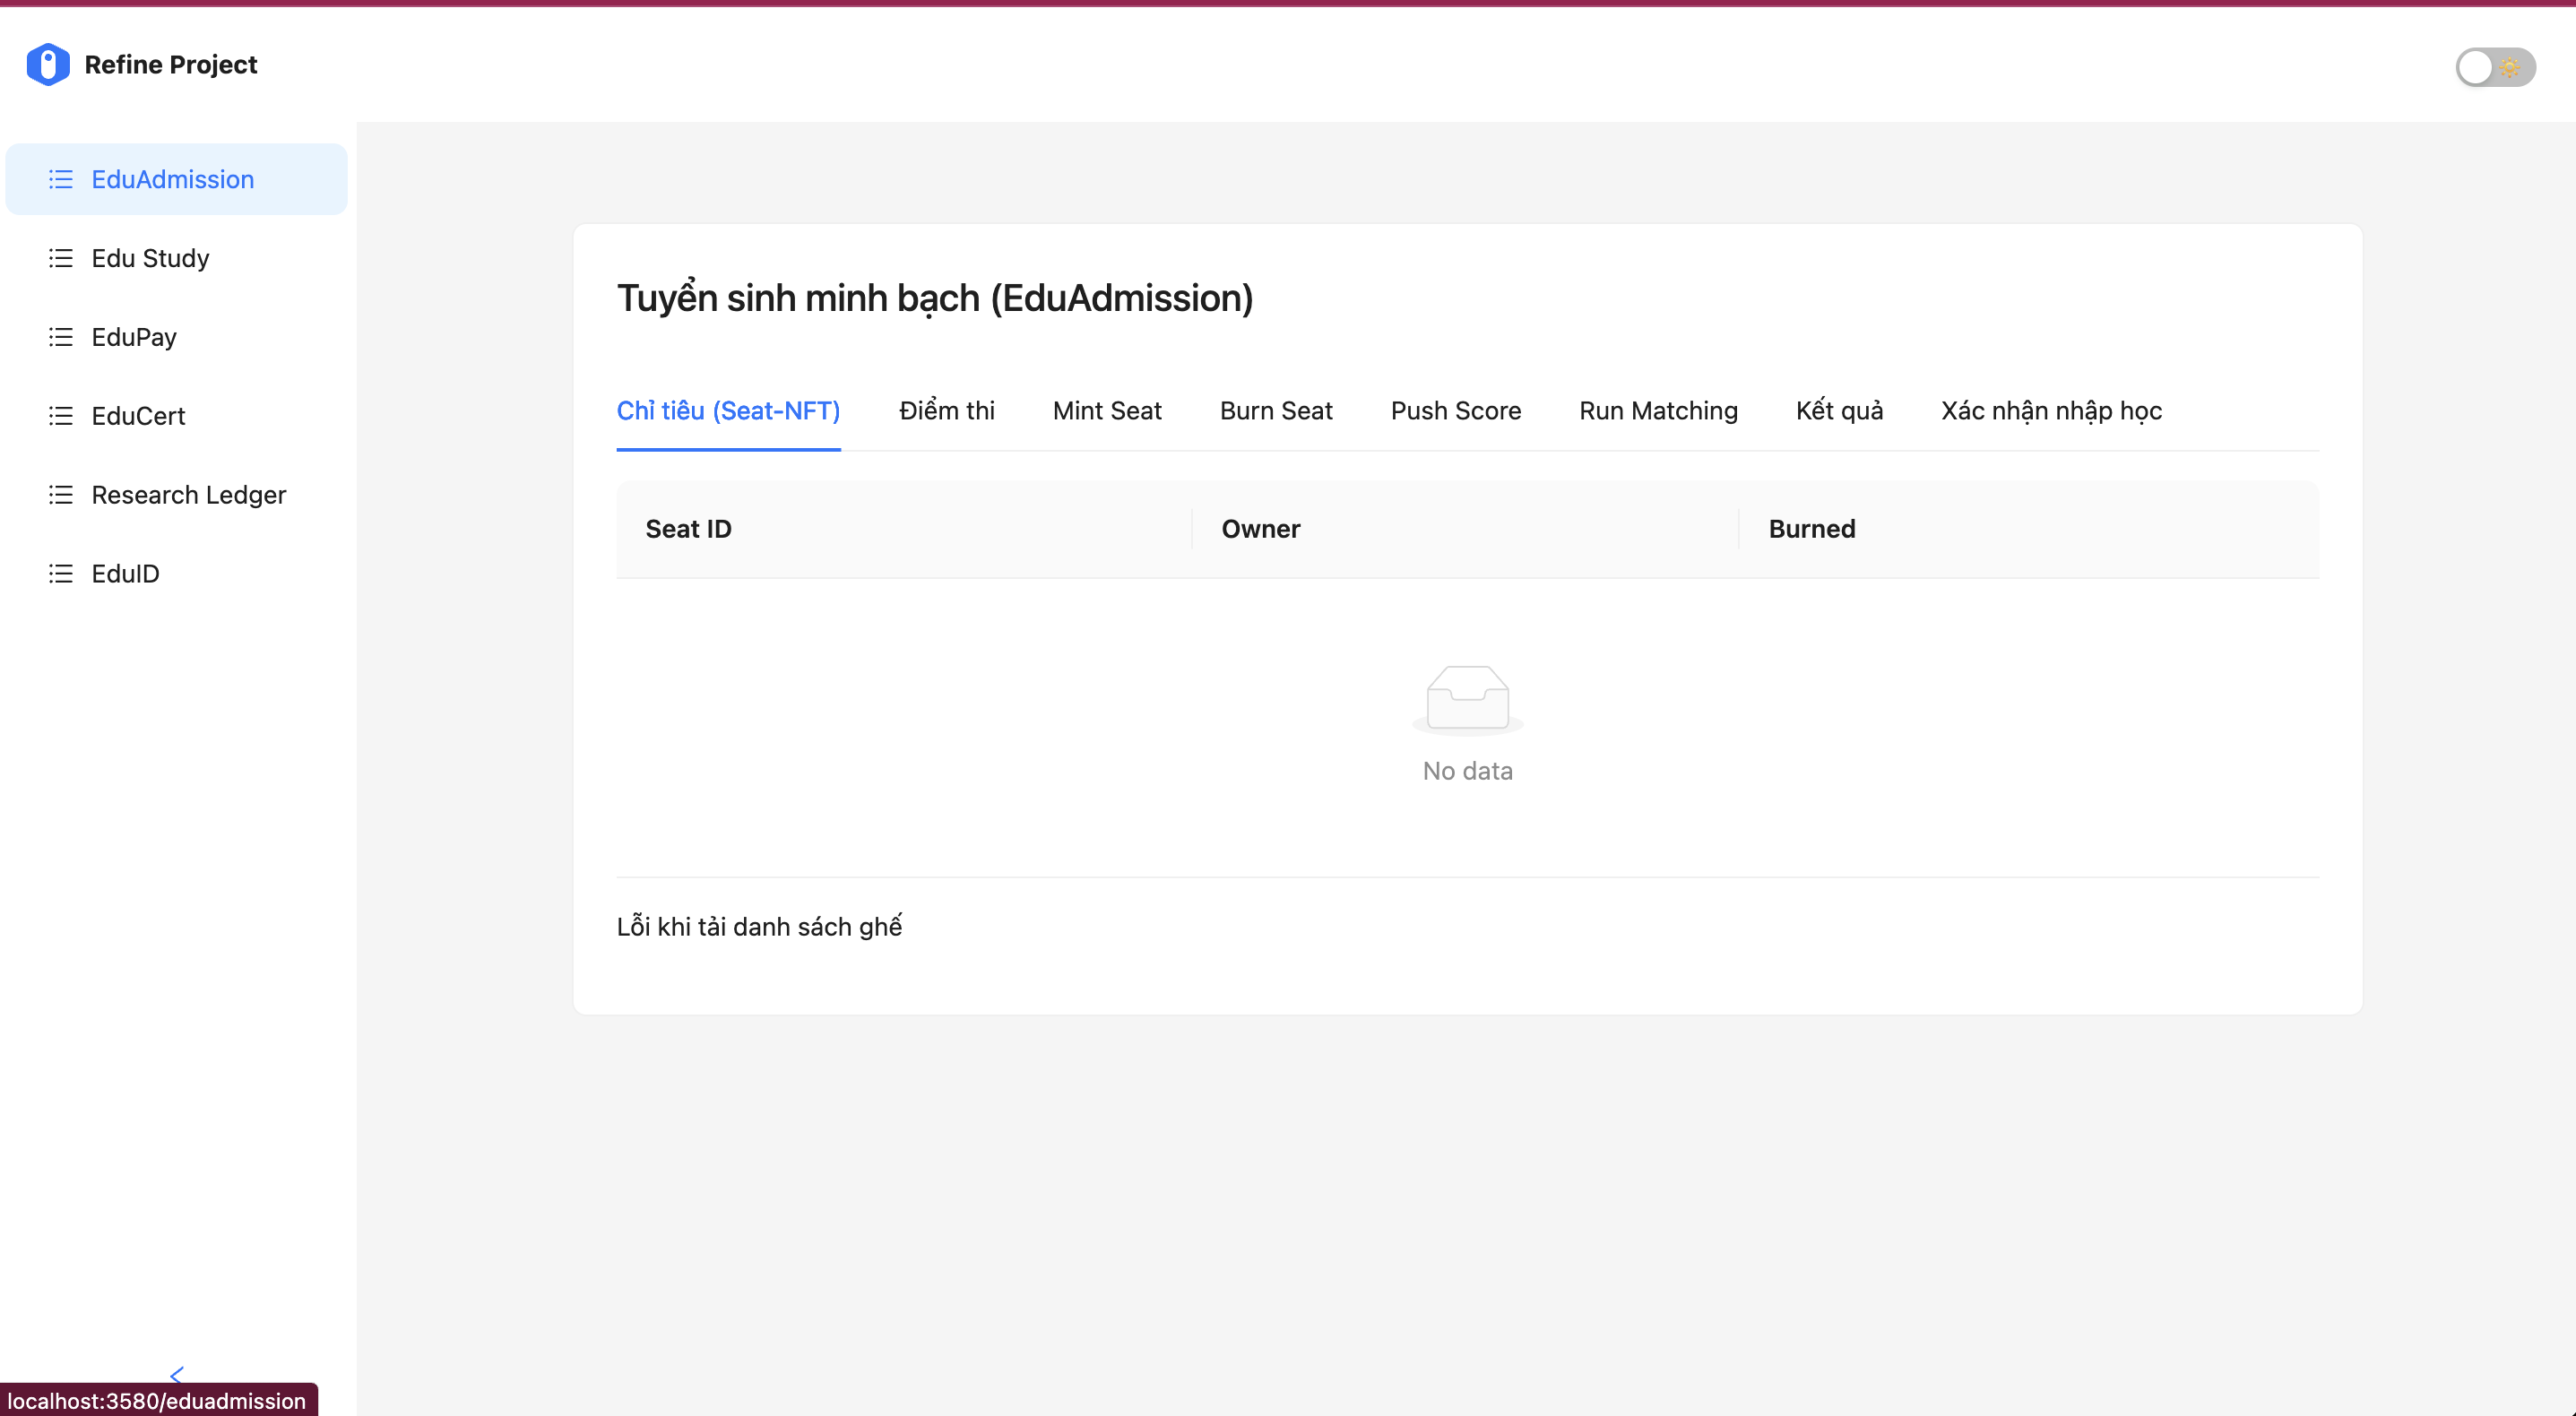 Refine Project
EduAdmission
Edu Study
EduPay
EduCert
Research Ledger
EduID
Tuyển sinh minh bạch (EduAdmission)
Chỉ tiêu (Seat-NFT) Điểm thi Mint Seat Burn Seat Push Score Run Matching Kết quả Xác nhận nhập học
Seat ID Owner Burned
No data
Lỗi khi tải danh sách ghế
localhost:3580/eduadmission